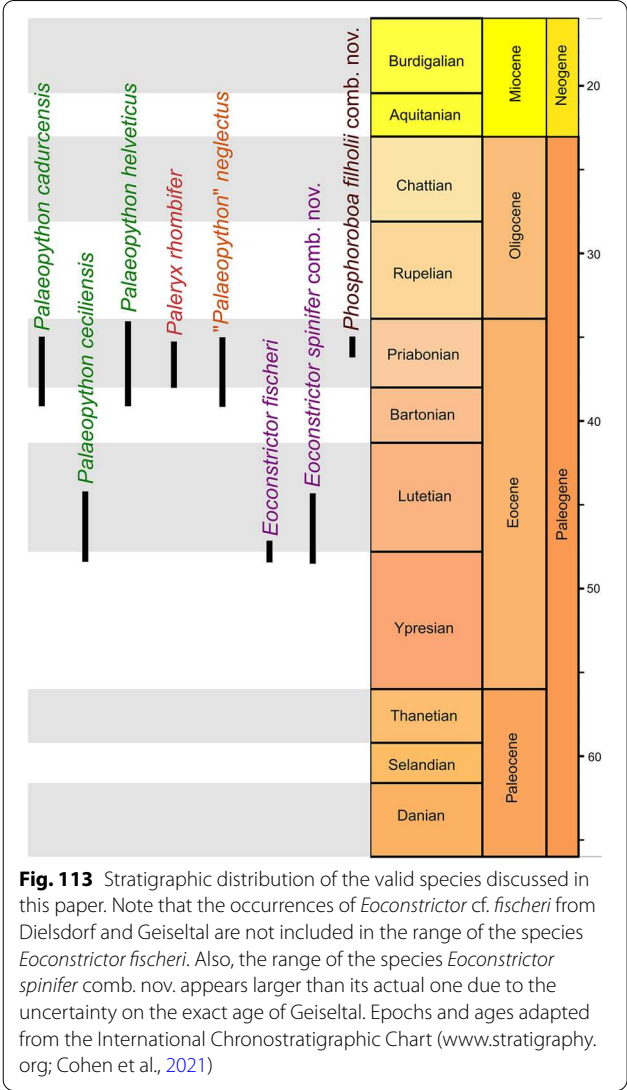 Palaeopython cadurcensis
Palaeopython ceciliensis
Palaeopython helveticus
Paleryx rhombifer
"Palaeopython" neglectus
Eoconstrictor fischeri
Eoconstrictor spinifer comb. nov.
Phosphoroboa filholii comb. nov.
Burdigalian
Aquitanian
Chattian
Rupelian
Priabonian
Bartonian
Lutetian
Ypresian
Thanetian
Selandian
Danian
Miocene
Oligocene
Eocene
Paleocene
Neogene
Paleogene
20
30
40
50
60
Fig. 113 Stratigraphic distribution of the valid species discussed in
this paper. Note that the occurrences of Eoconstrictor cf. fischeri from
Dielsdorf and Geiseltal are not included in the range of the species
Eoconstrictor fischeri. Also, the range of the species Eoconstrictor
spinifer comb. nov. appears larger than its actual one due to the
uncertainty on the exact age of Geiseltal. Epochs and ages adapted
from the International Chronostratigraphic Chart (www.stratigraphy.
org; Cohen et al., 2021)